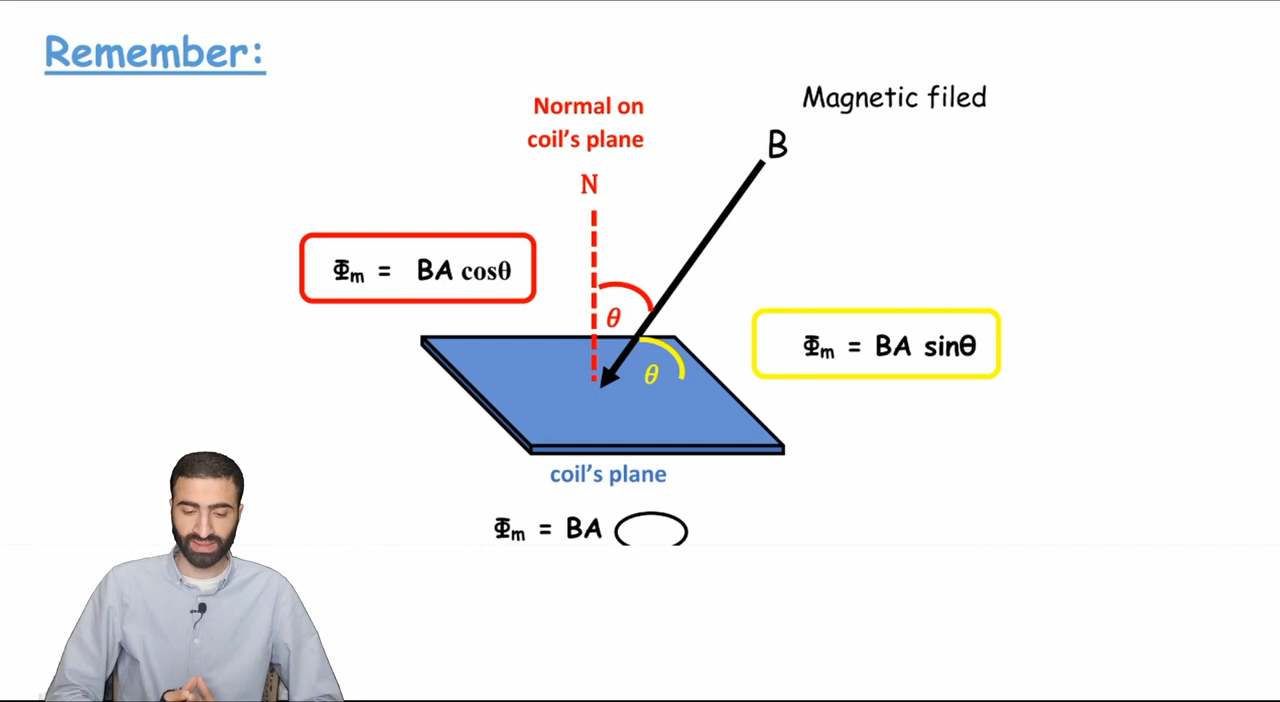 Remember:
Normal on
coil's plane
N
Magnetic filed
B
Φm = BA cosθ
θ
Φm = BA sinθ
θ
coil's plane
Φm = BA